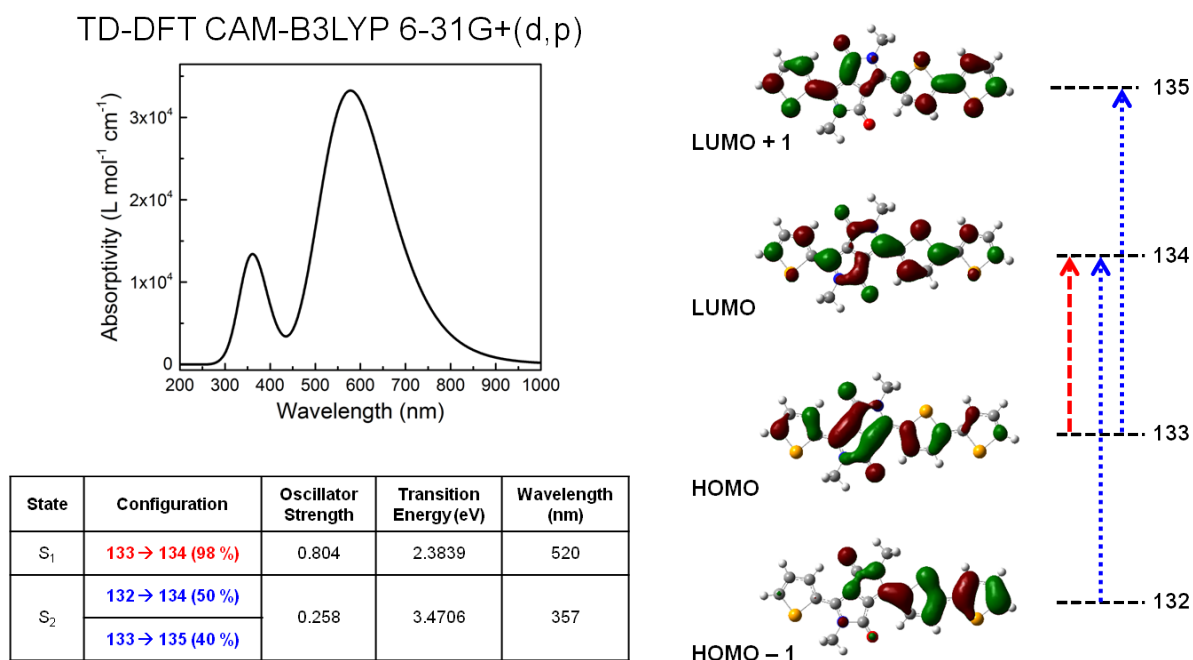 TD-DFT CAM-B3LYP 6-31G+(d,p)
Absorptivity (L mol⁻¹ cm⁻¹)
3x10⁴
2x10⁴
1x10⁴
0
200 300 400 500 600 700 800 900 1000
Wavelength (nm)
State Configuration Oscillator Strength Transition Energy (eV) Wavelength (nm)
S₁ 133 → 134 (98 %) 0.804 2.3839 520
S₂ 132 → 134 (50 %) 0.258 3.4706 357
133 → 135 (40 %)
LUMO + 1
135
LUMO
134
HOMO
133
HOMO – 1
132